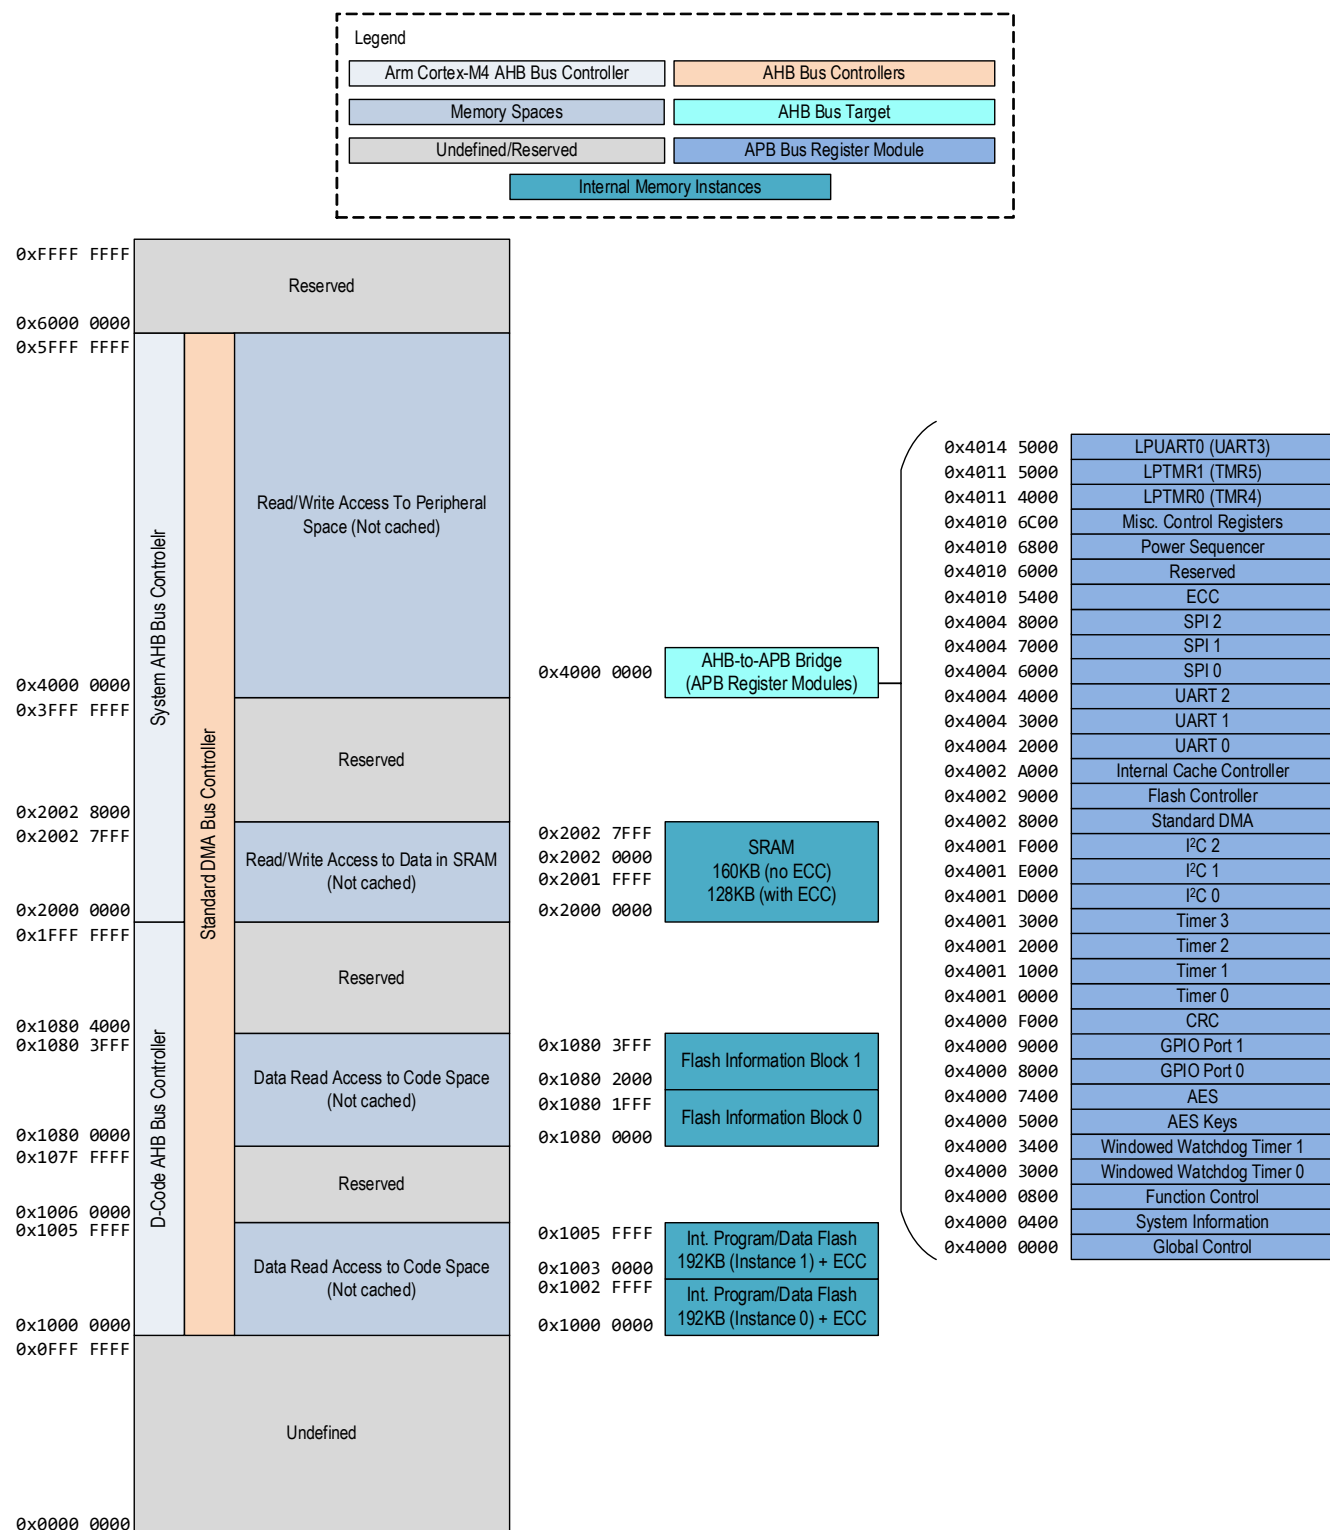 Legend
Arm Cortex-M4 AHB Bus Controller
AHB Bus Controllers
Memory Spaces
AHB Bus Target
Undefined/Reserved
APB Bus Register Module
Internal Memory Instances
0xFFFF FFFF
Reserved
0x6000 0000
0x5FFF FFFF
System AHB Bus Controlelr
Standard DMA Bus Controller
Read/Write Access To Peripheral
Space (Not cached)
0x4000 0000
0x3FFF FFFF
Reserved
0x2002 8000
0x2002 7FFF
Read/Write Access to Data in SRAM
(Not cached)
0x2000 0000
0x1FFF FFFF
D-Code AHB Bus Controller
Reserved
0x1080 4000
0x1080 3FFF
Data Read Access to Code Space
(Not cached)
0x1080 0000
0x107F FFFF
Reserved
0x1006 0000
0x1005 FFFF
Data Read Access to Code Space
(Not cached)
0x1000 0000
0x0FFF FFFF
Undefined
0x0000 0000
0x4000 0000
AHB-to-APB Bridge
(APB Register Modules)
0x2002 7FFF
0x2002 0000
0x2001 FFFF
0x2000 0000
SRAM
160KB (no ECC)
128KB (with ECC)
0x1080 3FFF
Flash Information Block 1
0x1080 2000
0x1080 1FFF
Flash Information Block 0
0x1080 0000
0x1005 FFFF
Int. Program/Data Flash
192KB (Instance 1) + ECC
0x1003 0000
0x1002 FFFF
Int. Program/Data Flash
192KB (Instance 0) + ECC
0x1000 0000
0x4014 5000 LPUART0 (UART3)
0x4011 5000 LPTMR1 (TMR5)
0x4011 4000 LPTMR0 (TMR4)
0x4010 6C00 Misc. Control Registers
0x4010 6800 Power Sequencer
0x4010 6000 Reserved
0x4010 5400 ECC
0x4004 8000 SPI 2
0x4004 7000 SPI 1
0x4004 6000 SPI 0
0x4004 4000 UART 2
0x4004 3000 UART 1
0x4004 2000 UART 0
0x4002 A000 Internal Cache Controller
0x4002 9000 Flash Controller
0x4002 8000 Standard DMA
0x4001 F000 I²C 2
0x4001 E000 I²C 1
0x4001 D000 I²C 0
0x4001 3000 Timer 3
0x4001 2000 Timer 2
0x4001 1000 Timer 1
0x4001 0000 Timer 0
0x4000 F000 CRC
0x4000 9000 GPIO Port 1
0x4000 8000 GPIO Port 0
0x4000 7400 AES
0x4000 5000 AES Keys
0x4000 3400 Windowed Watchdog Timer 1
0x4000 3000 Windowed Watchdog Timer 0
0x4000 0800 Function Control
0x4000 0400 System Information
0x4000 0000 Global Control